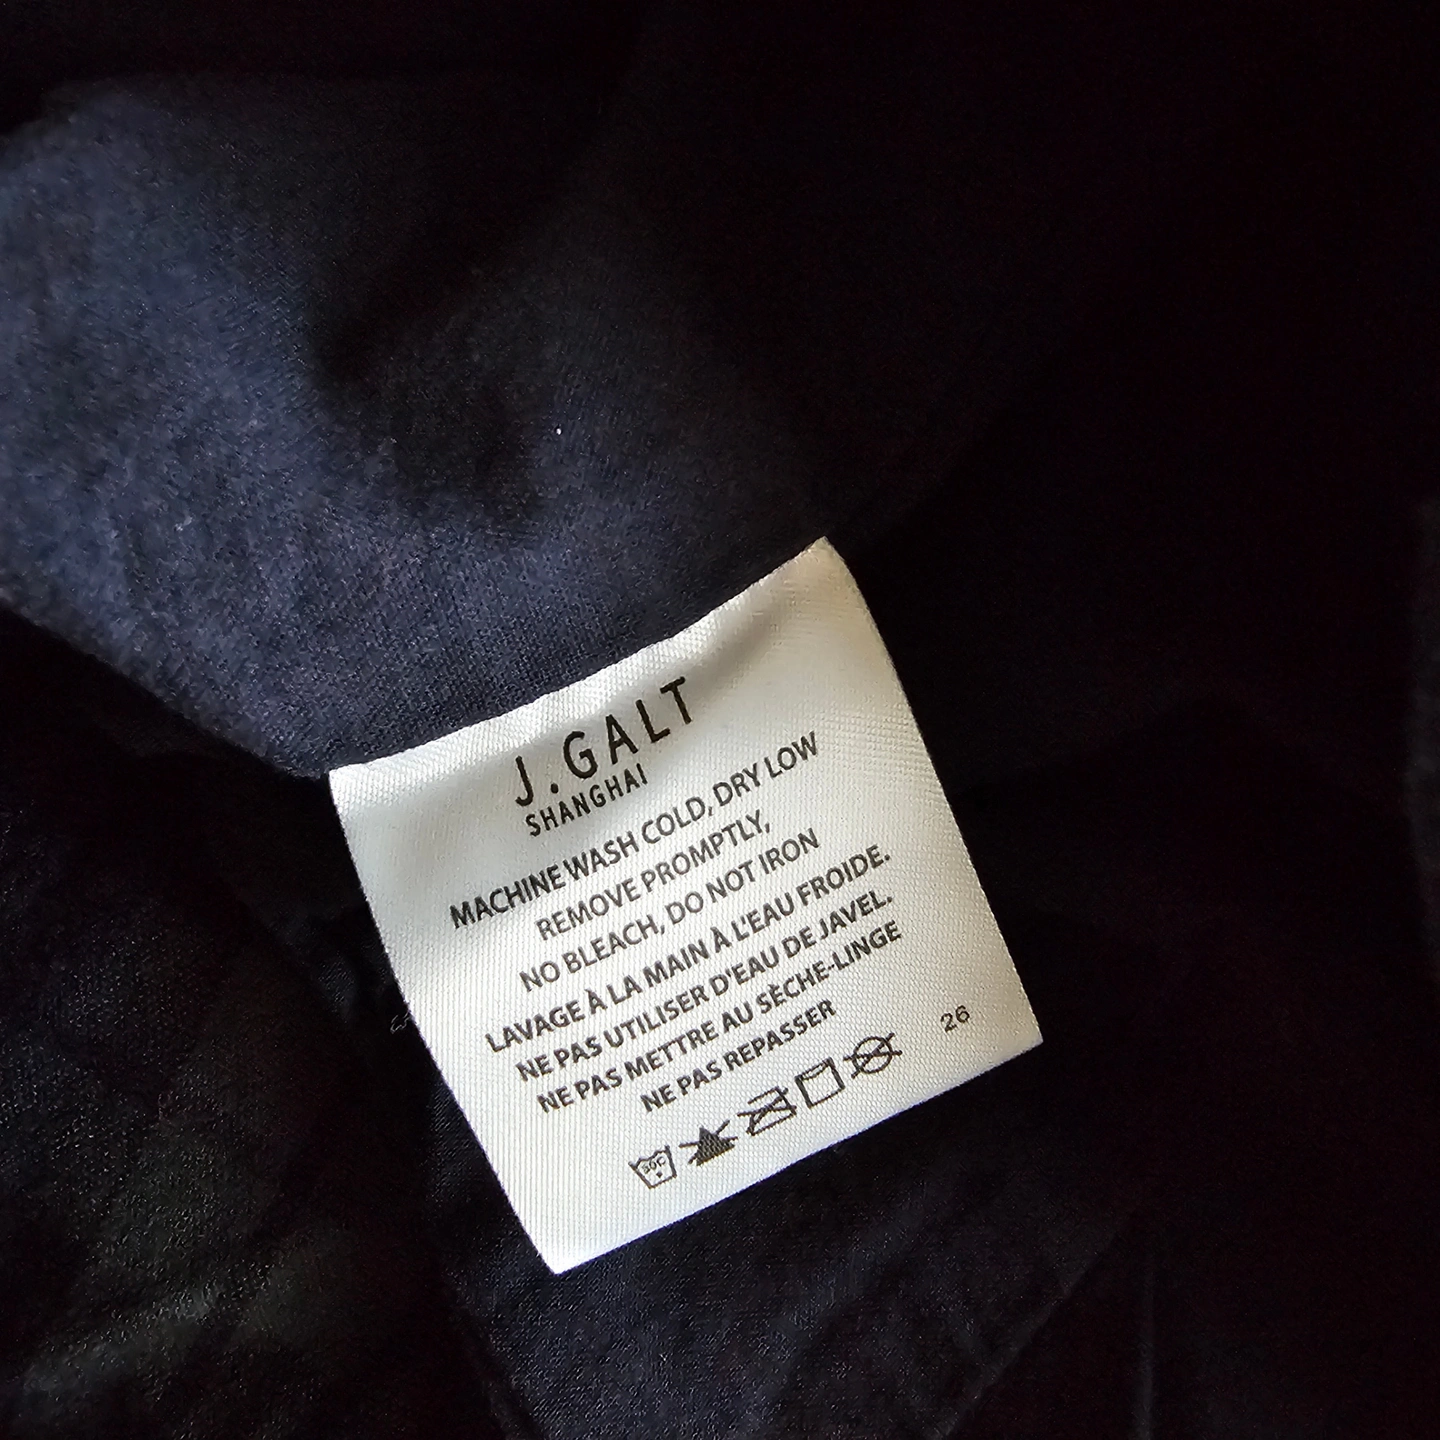 J.GALT
SHANGHAI
MACHINE WASH COLD, DRY LOW
REMOVE PROMPTLY,
NO BLEACH, DO NOT IRON
LAVAGE À LA MAIN À L'EAU FROIDE.
NE PAS UTILISER D'EAU DE JAVEL.
NE PAS METTRE AU SÈCHE-LINGE
NE PAS REPASSER
30C
26